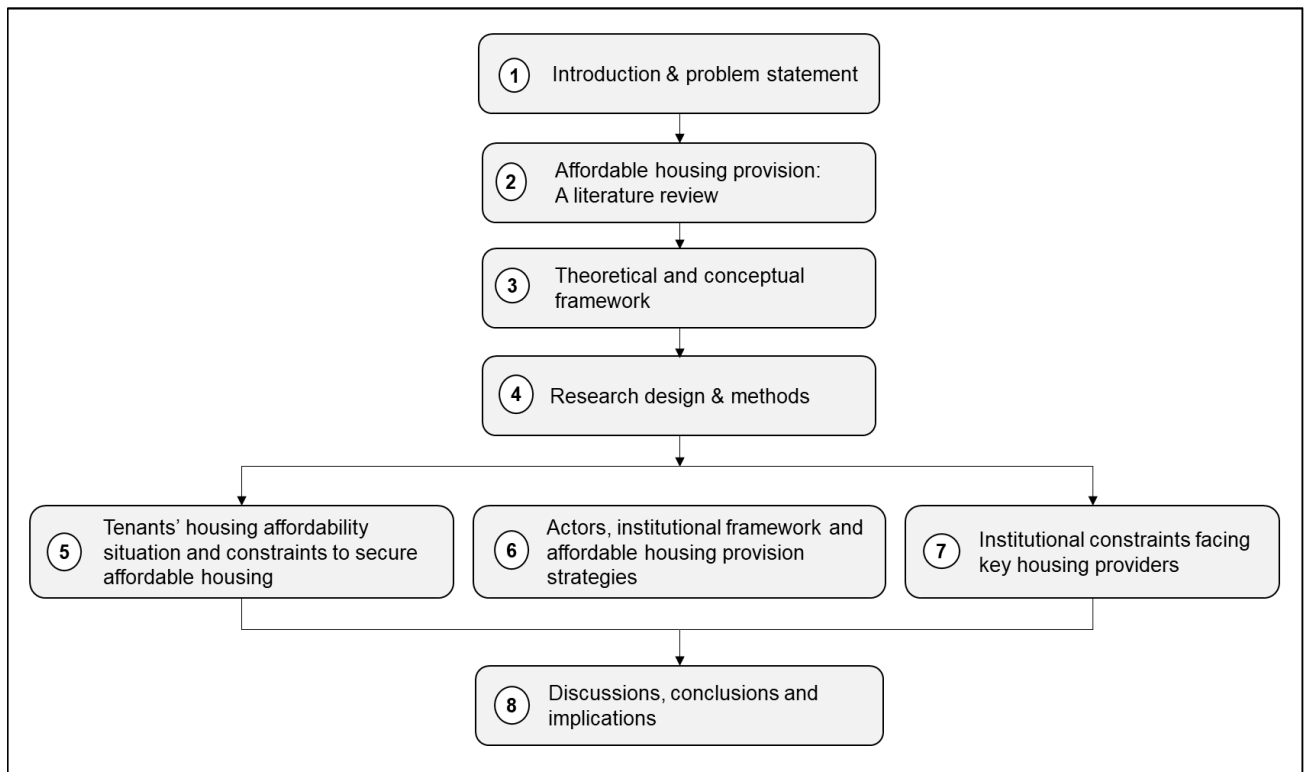 1 Introduction & problem statement
2 Affordable housing provision:
A literature review
3 Theoretical and conceptual
framework
4 Research design & methods
5 Tenants’ housing affordability
situation and constraints to secure
affordable housing
6 Actors, institutional framework and
affordable housing provision
strategies
7 Institutional constraints facing
key housing providers
8 Discussions, conclusions and
implications